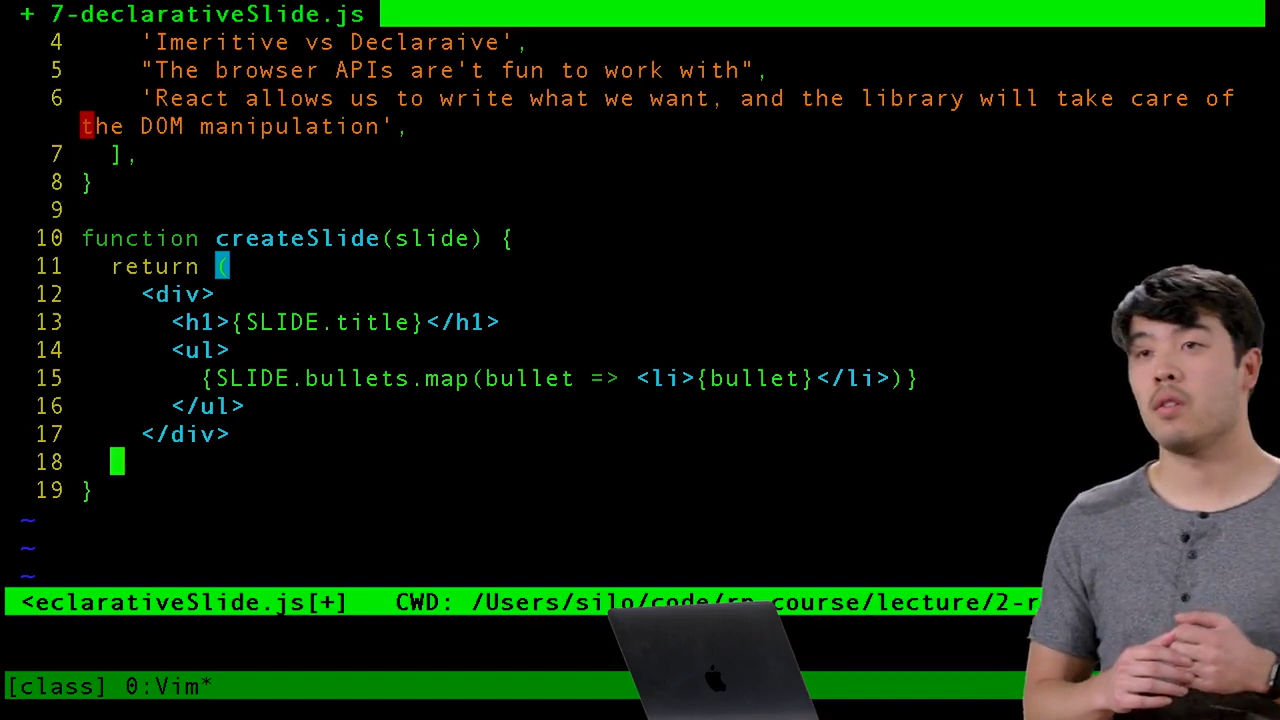 + 7-declarativeSlide.js
4 'Imeritive vs Declaraive',
5 "The browser APIs are't fun to work with",
6 'React allows us to write what we want, and the library will take care of
the DOM manipulation',
7 ],
8 }
9
10 function createSlide(slide) {
11 return (
12 <div>
13 <h1>{SLIDE.title}</h1>
14 <ul>
15 {SLIDE.bullets.map(bullet => <li>{bullet}</li>)}
16 </ul>
17 </div>
18
19 }
~
~
~
<eclarativeSlide.js[+] CWD: /Users/silo/code/rn-course/lecture/2-r
[class] 0:Vim*